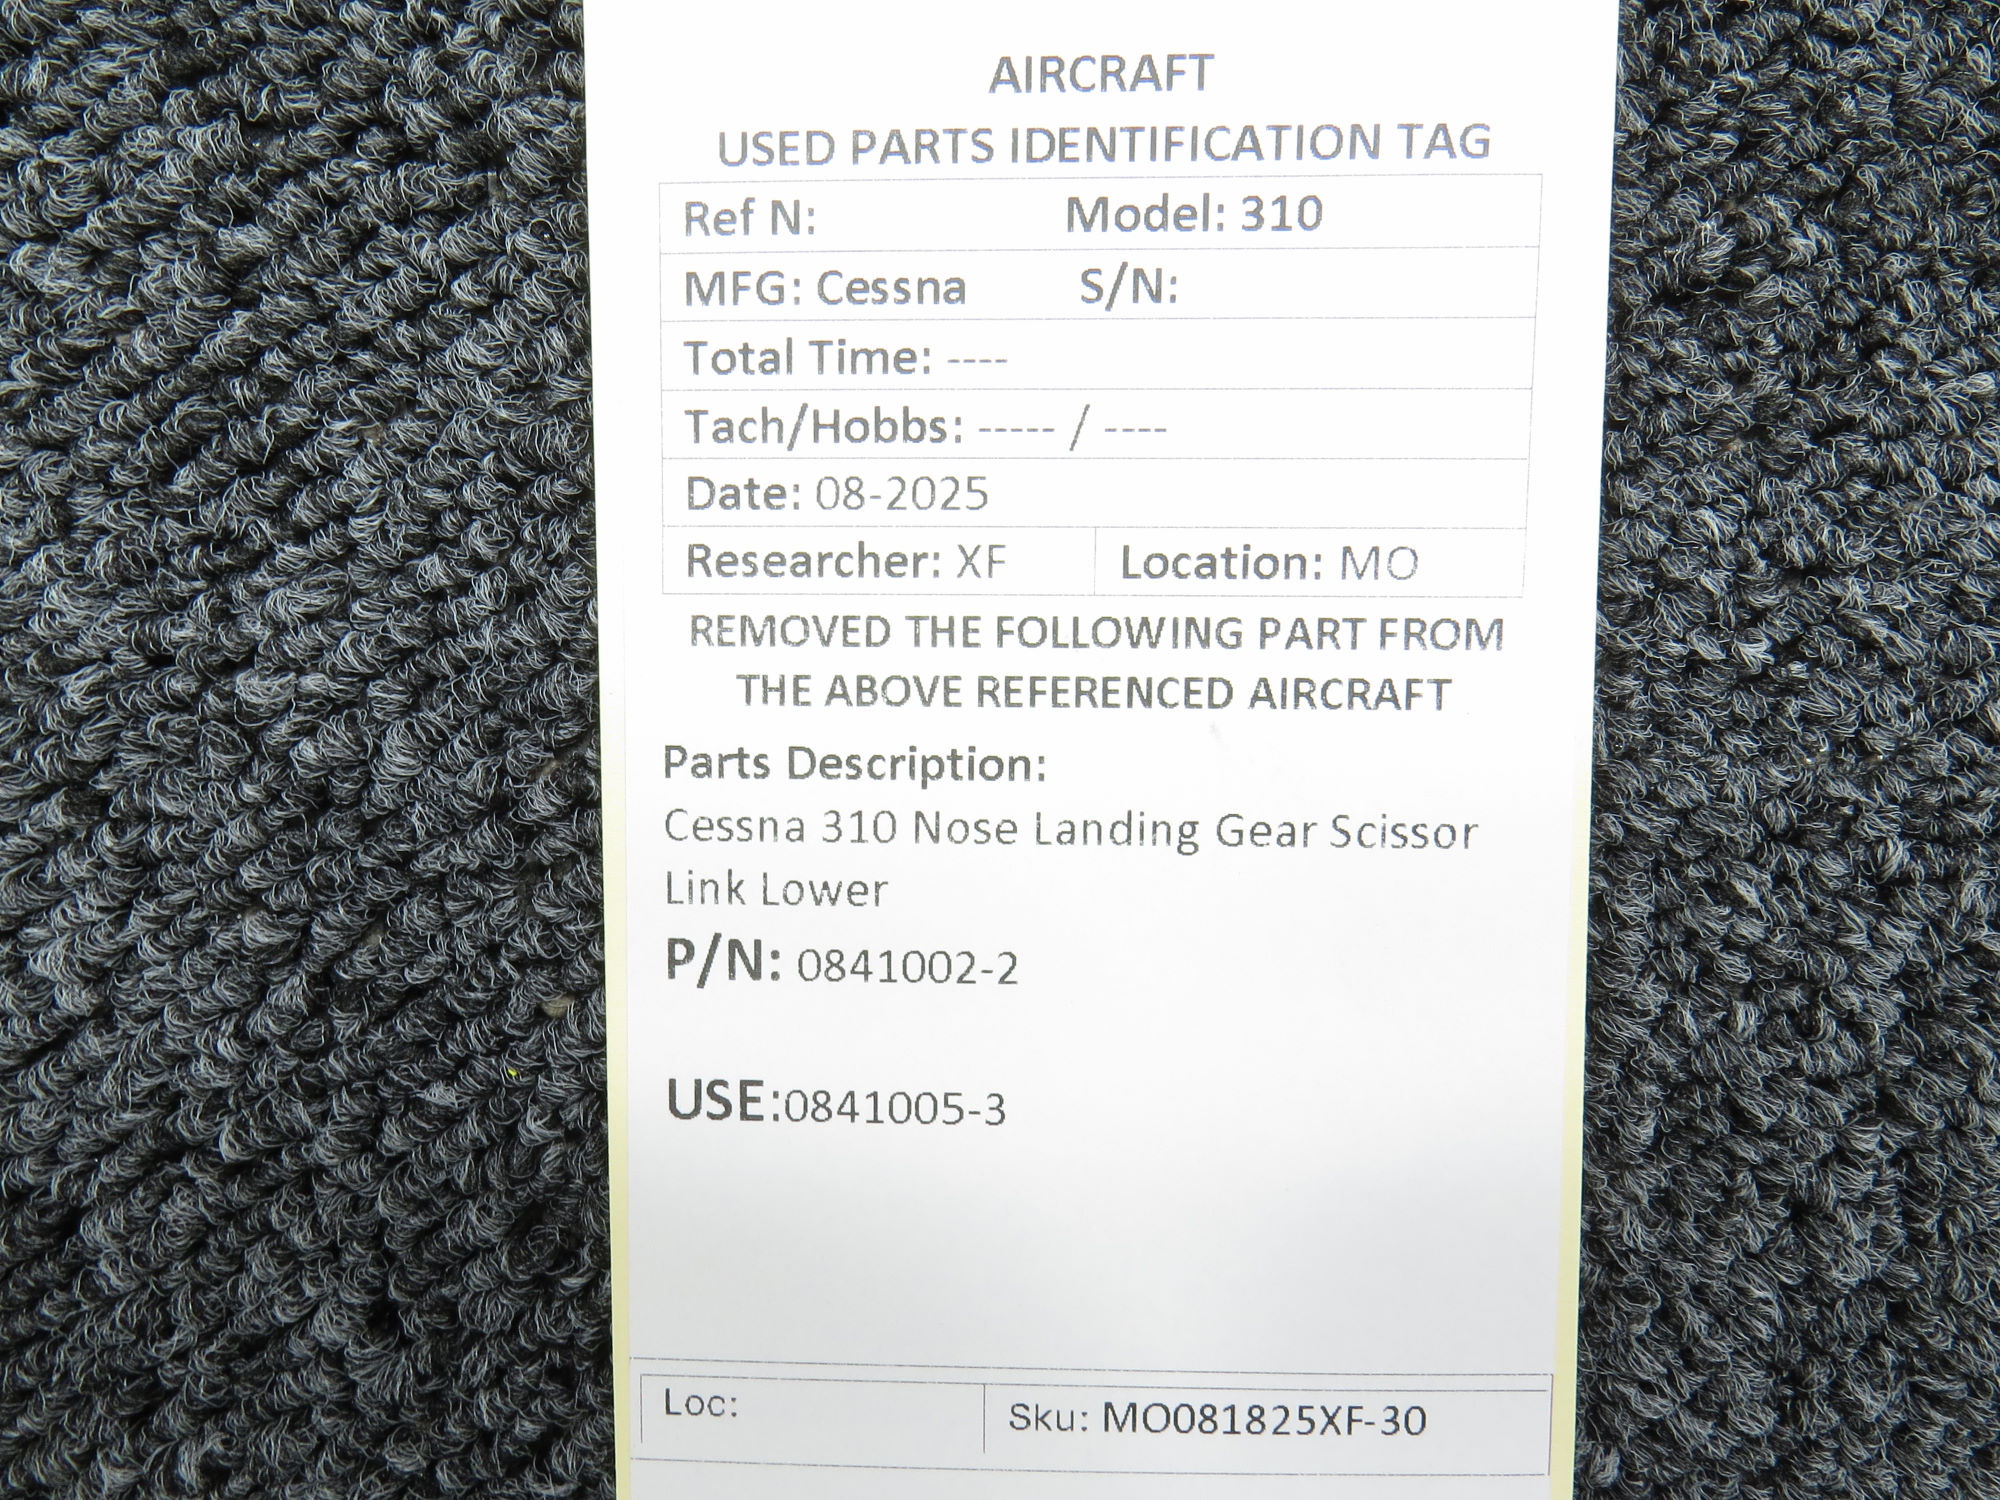 AIRCRAFT
USED PARTS IDENTIFICATION TAG
Ref N: Model: 310
MFG: Cessna S/N:
Total Time: ----
Tach/Hobbs: ----- / ----
Date: 08-2025
Researcher: XF Location: MO
REMOVED THE FOLLOWING PART FROM
THE ABOVE REFERENCED AIRCRAFT
Parts Description:
Cessna 310 Nose Landing Gear Scissor
Link Lower
P/N: 0841002-2
USE:0841005-3
Loc: Sku: MO081825XF-30